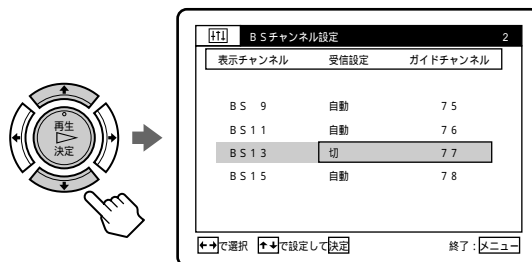 再生
決定
BSチャンネル設定 2
表示チャンネル 受信設定 ガイドチャンネル
BS 9 自動 75
BS11 自動 76
BS13 切 77
BS15 自動 78
←→で選択 ↑↓で設定して決定 終了:メニュー